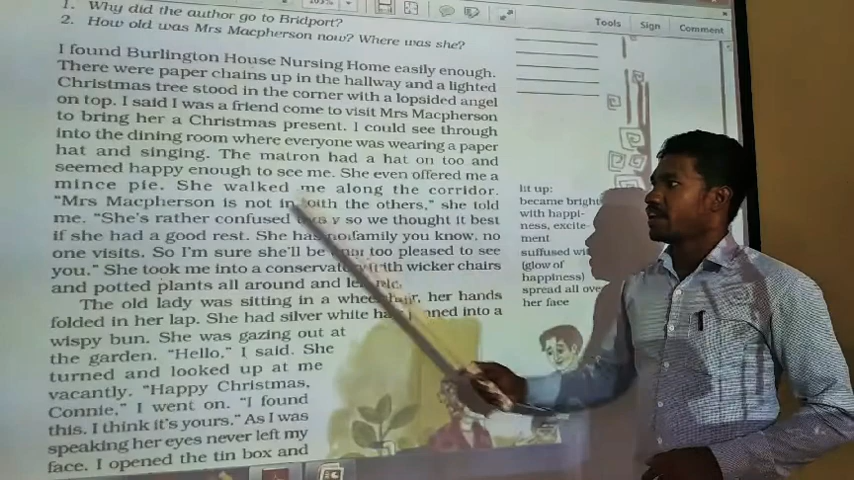 1. Why did the author go to Bridport?
2. How old was Mrs Macpherson now? Where was she?
Tools Sign Comment
I found Burlington House Nursing Home easily enough.
There were paper chains up in the hallway and a lighted
Christmas tree stood in the corner with a lopsided angel
on top. I said I was a friend come to visit Mrs Macpherson
to bring her a Christmas present. I could see through
into the dining room where everyone was wearing a paper
hat and singing. The matron had a hat on too and
seemed happy enough to see me. She even offered me a
mince pie. She walked me along the corridor.
"Mrs Macpherson is not in with the others," she told
me. "She's rather confused so we thought it best
if she had a good rest. She has no family you know, no
one visits. So I'm sure she'll be only too pleased to see
you." She took me into a conservatory with wicker chairs
and potted plants all around and left me.
The old lady was sitting in a wheelchair, her hands
folded in her lap. She had silver white hair pinned into a
wispy bun. She was gazing out at
the garden. "Hello," I said. She
turned and looked up at me
vacantly. "Happy Christmas,
Connie," I went on. "I found
this. I think it's yours." As I was
speaking her eyes never left my
face. I opened the tin box and
lit up:
became bright
with happi-
ness, excite-
ment
suffused with
(glow of
happiness)
spread all over
her face